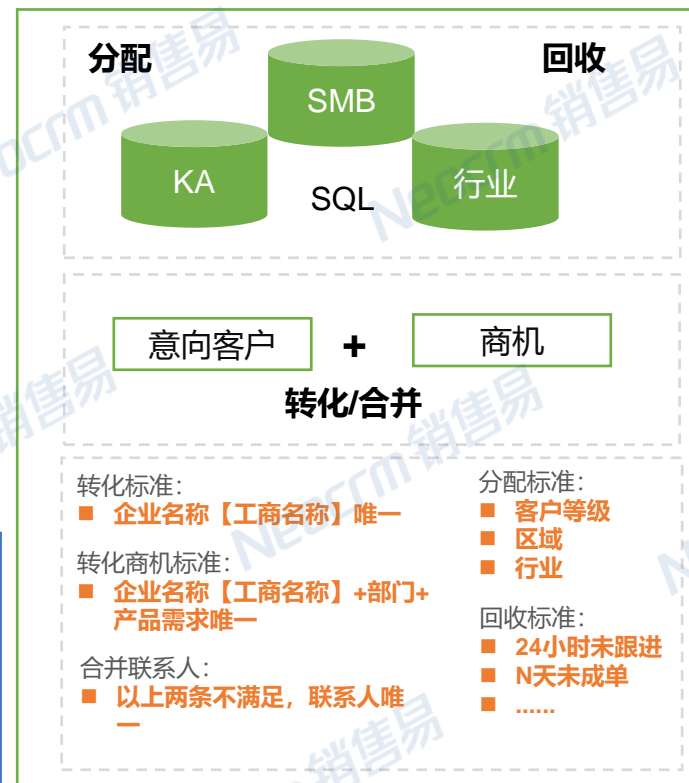 分配
回收
SMB
KA
SQL
行业
意向客户
+
商机
转化/合并
转化标准:
■ 企业名称【工商名称】唯一
转化商机标准:
■ 企业名称【工商名称】+部门+
产品需求唯一
合并联系人:
■ 以上两条不满足，联系人唯
一
分配标准:
■ 客户等级
■ 区域
■ 行业
回收标准:
■ 24小时未跟进
■ N天未成单
■ ......
Neocrm 销售易